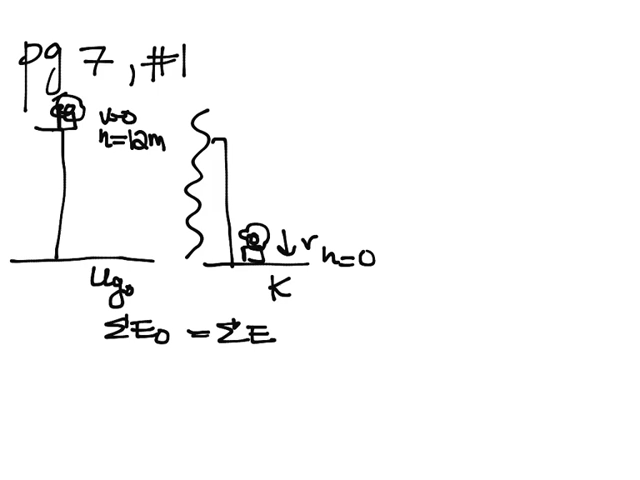 pg 7, #1
v=0
h=12m
v
h=0
Ug₀
K
ΣE₀ = ΣE